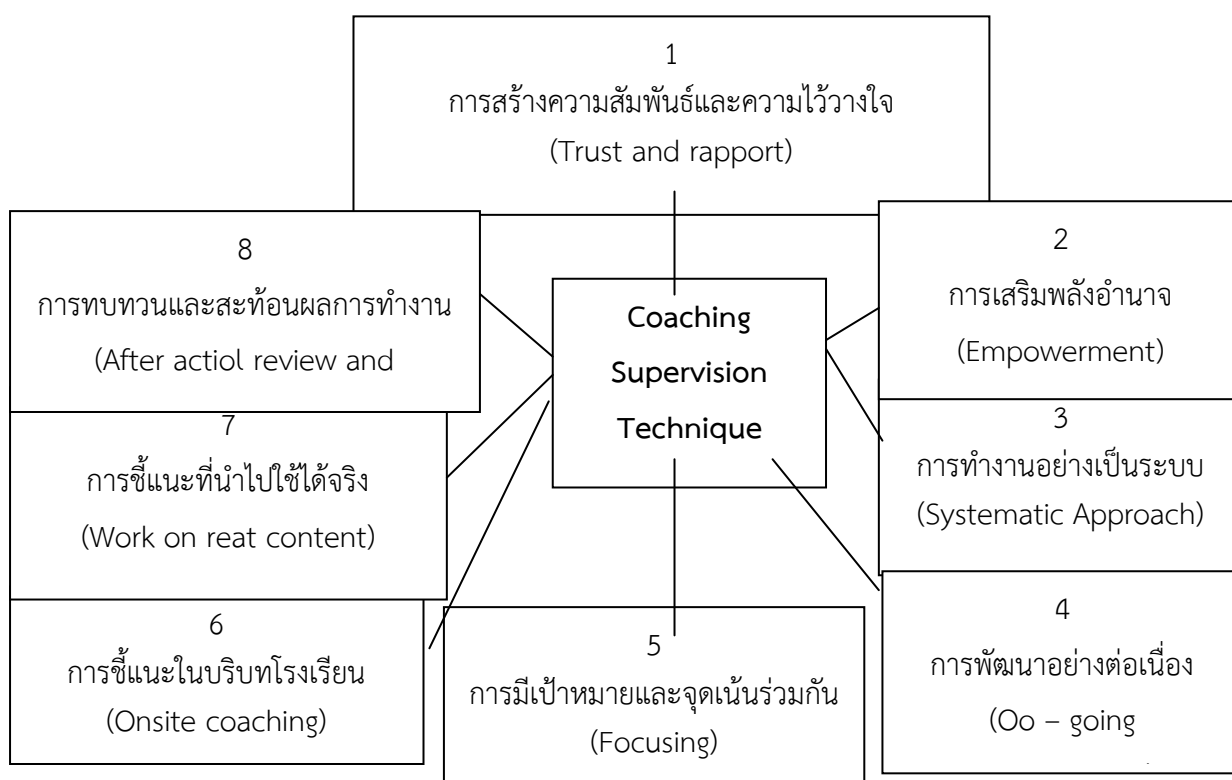 1
การสร้างความสัมพันธ์และความไว้วางใจ
(Trust and rapport)
2
การเสริมพลังอำนาจ
(Empowerment)
3
การทำงานอย่างเป็นระบบ
(Systematic Approach)
4
การพัฒนาอย่างต่อเนื่อง
(Oo – going
5
การมีเป้าหมายและจุดเน้นร่วมกัน
(Focusing)
6
การชี้แนะในบริบทโรงเรียน
(Onsite coaching)
7
การชี้แนะที่นำไปใช้ได้จริง
(Work on reat content)
8
การทบทวนและสะท้อนผลการทำงาน
(After actiol review and
Coaching
Supervision
Technique